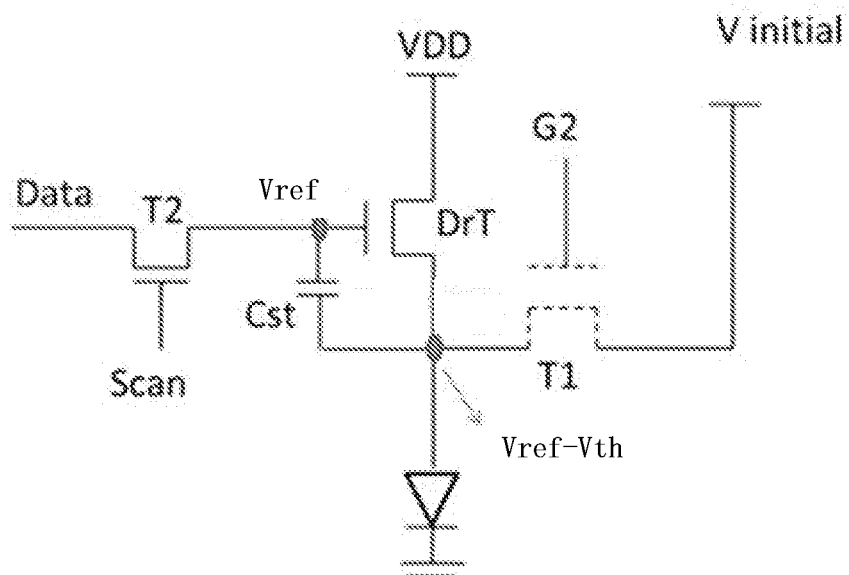 V initial
VDD
G2
Data
T2
Vref
DrT
Cst
T1
Scan
Vref-Vth